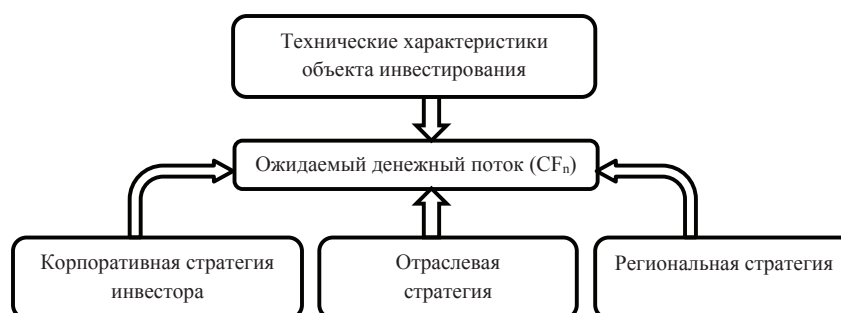 Технические характеристики
объекта инвестирования
Ожидаемый денежный поток (CFn)
Корпоративная стратегия
инвестора
Отраслевая
стратегия
Региональная стратегия